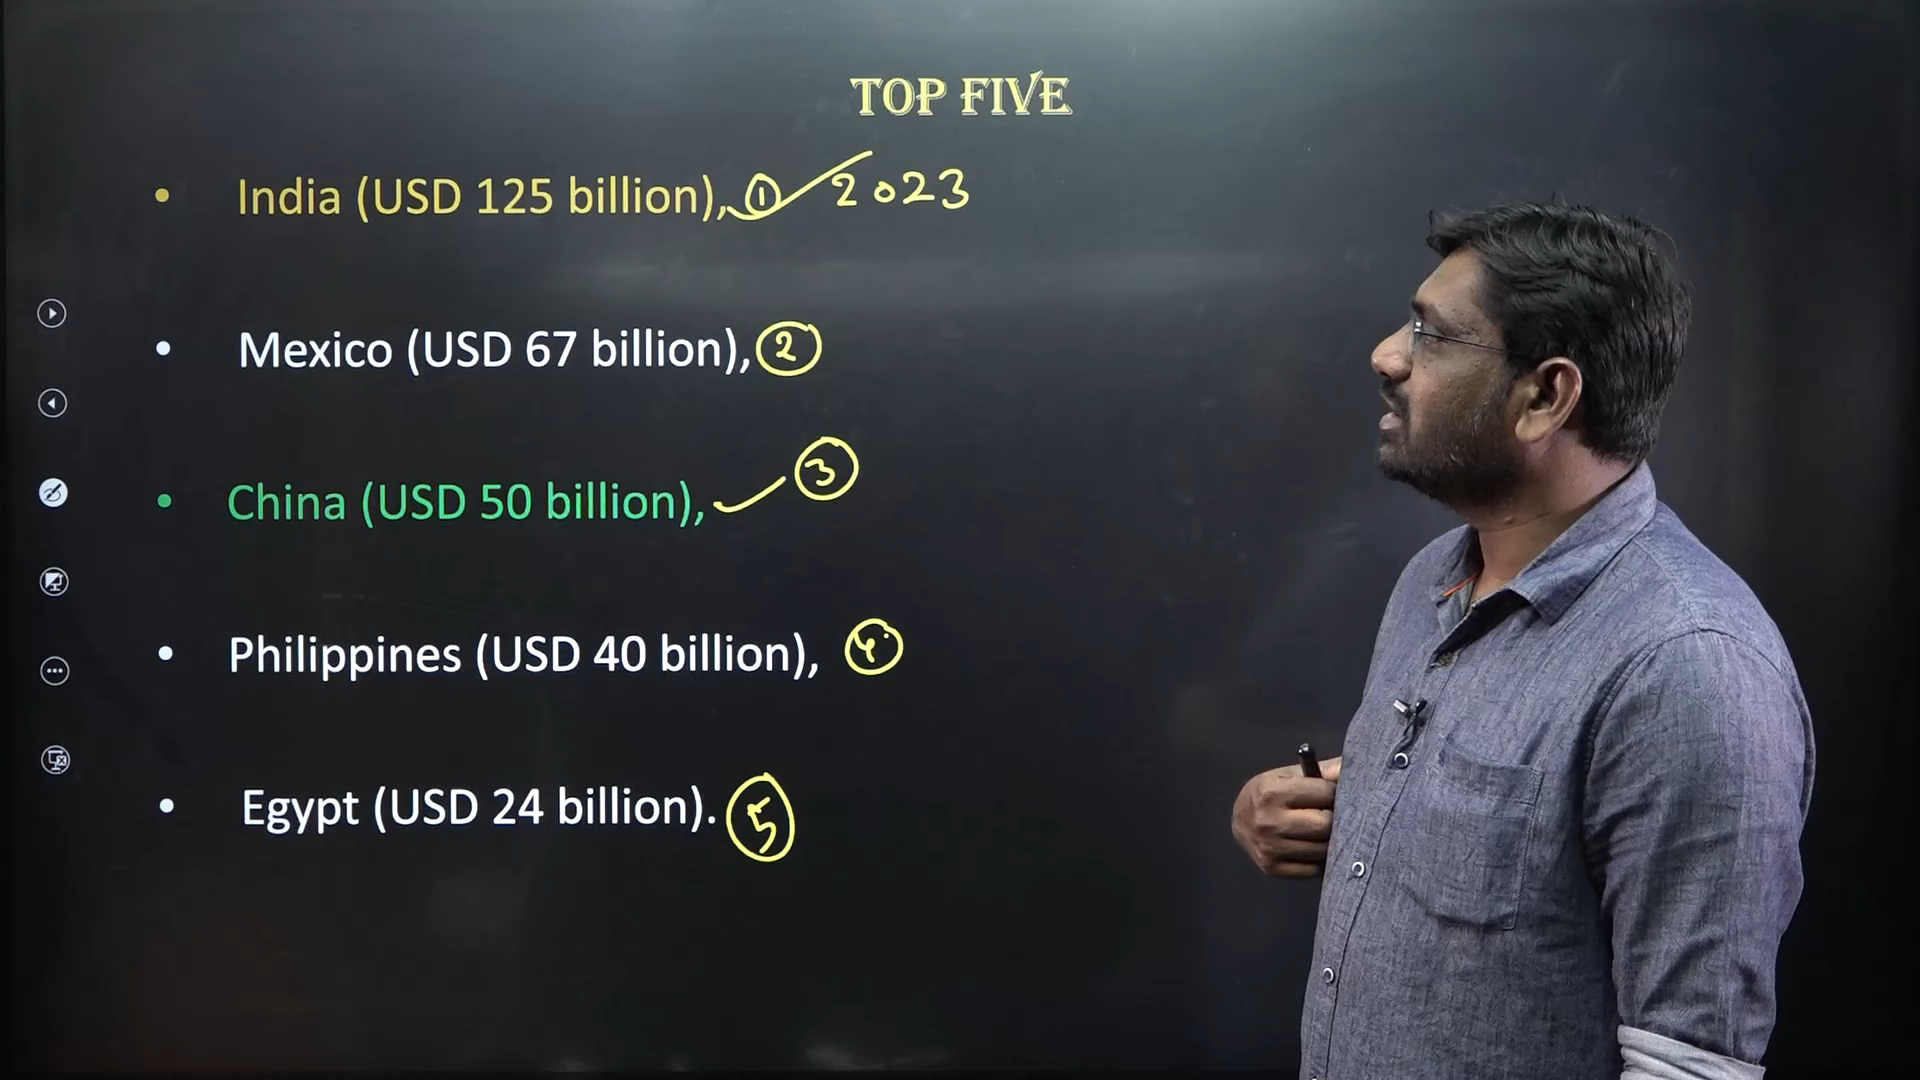 TOP FIVE
• India (USD 125 billion), ① 2023
• Mexico (USD 67 billion), ②
• China (USD 50 billion), ③
• Philippines (USD 40 billion), ④
• Egypt (USD 24 billion). ⑤